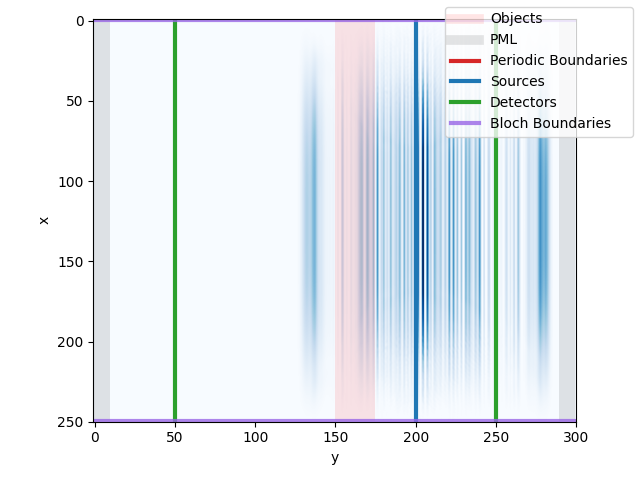 Objects
PML
Periodic Boundaries
Sources
Detectors
Bloch Boundaries
0
50
100
150
200
250
x
0 50 100 150 200 250 300
y